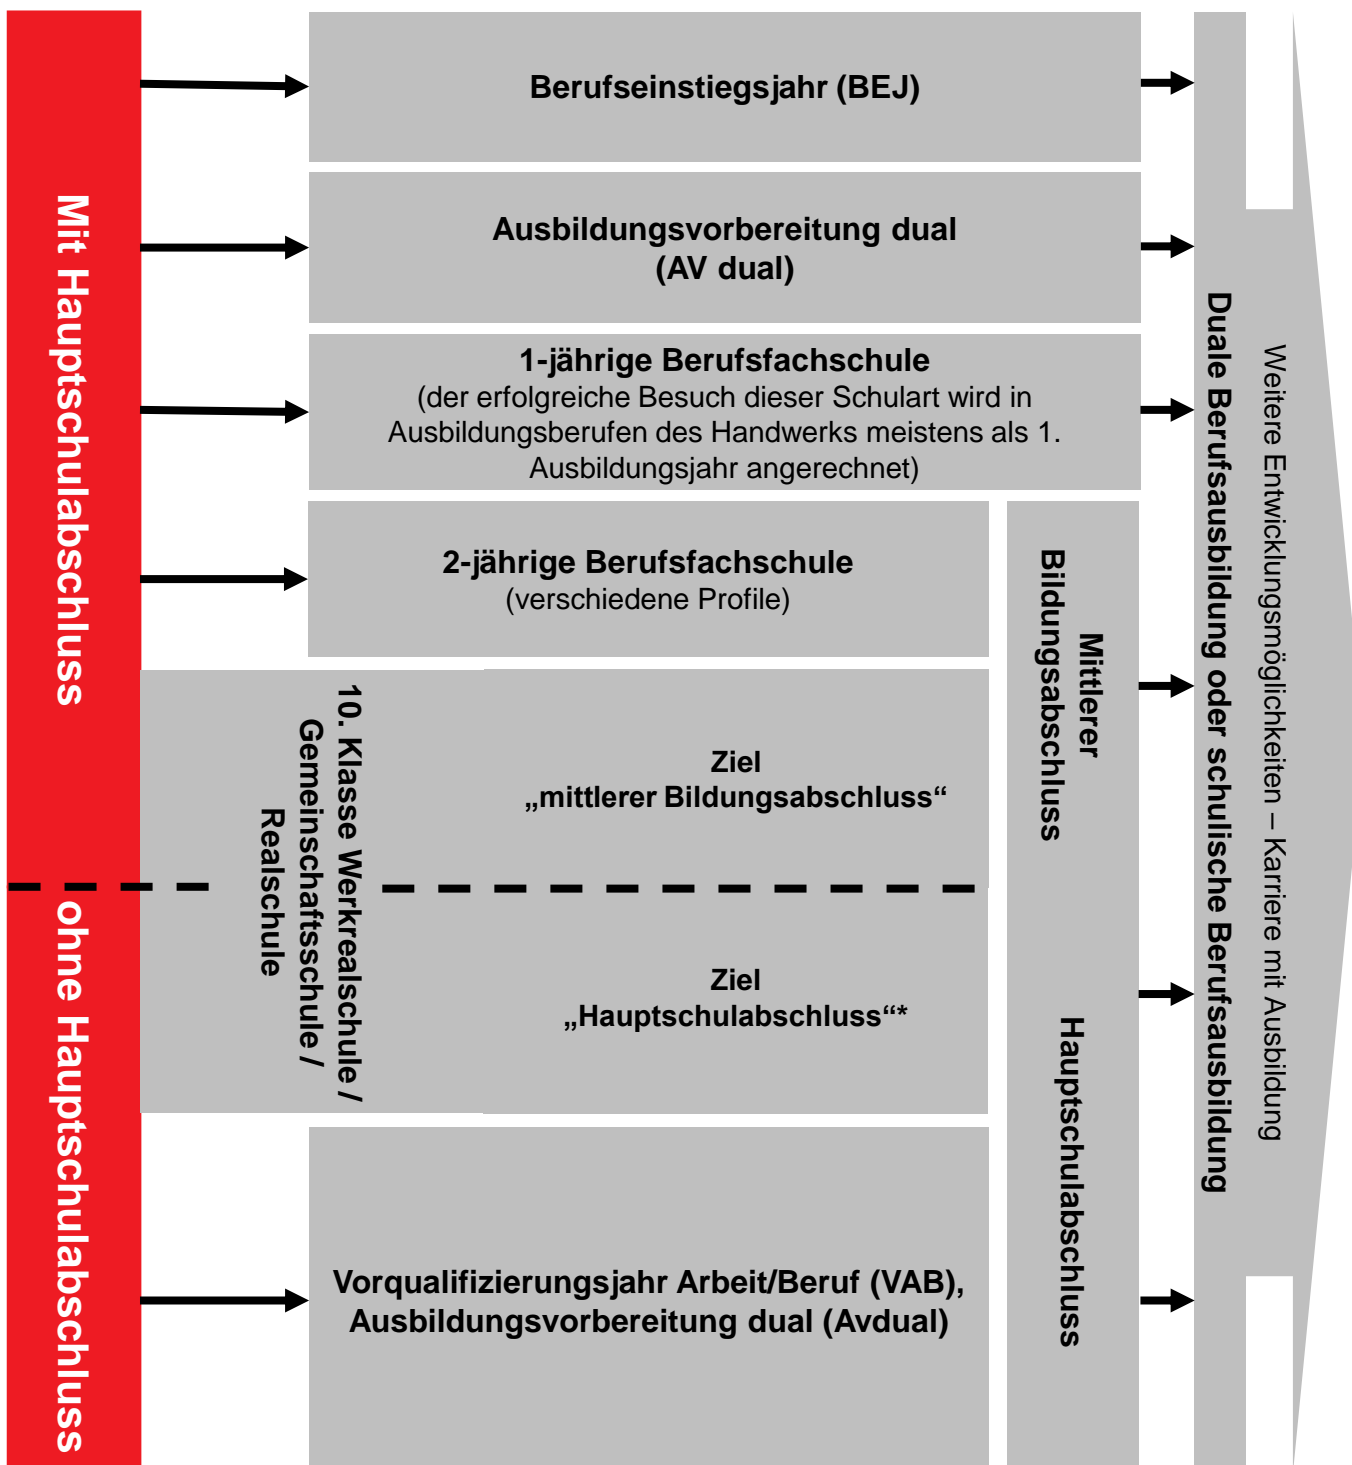 Mit Hauptschulabschluss
ohne Hauptschulabschluss
Berufseinstiegsjahr (BEJ)
Ausbildungsvorbereitung dual
(AV dual)
1-jährige Berufsfachschule
(der erfolgreiche Besuch dieser Schulart wird in
Ausbildungsberufen des Handwerks meistens als 1.
Ausbildungsjahr angerechnet)
2-jährige Berufsfachschule
(verschiedene Profile)
10. Klasse Werkrealschule /
Gemeinschaftsschule /
Realschule
Ziel
„mittlerer Bildungsabschluss“
Ziel
„Hauptschulabschluss“*
Vorqualifizierungsjahr Arbeit/Beruf (VAB),
Ausbildungsvorbereitung dual (Avdual)
Mittlerer
Bildungsabschluss
Hauptschulabschluss
Duale Berufsausbildung oder schulische Berufsausbildung
Weitere Entwicklungsmöglichkeiten – Karriere mit Ausbildung